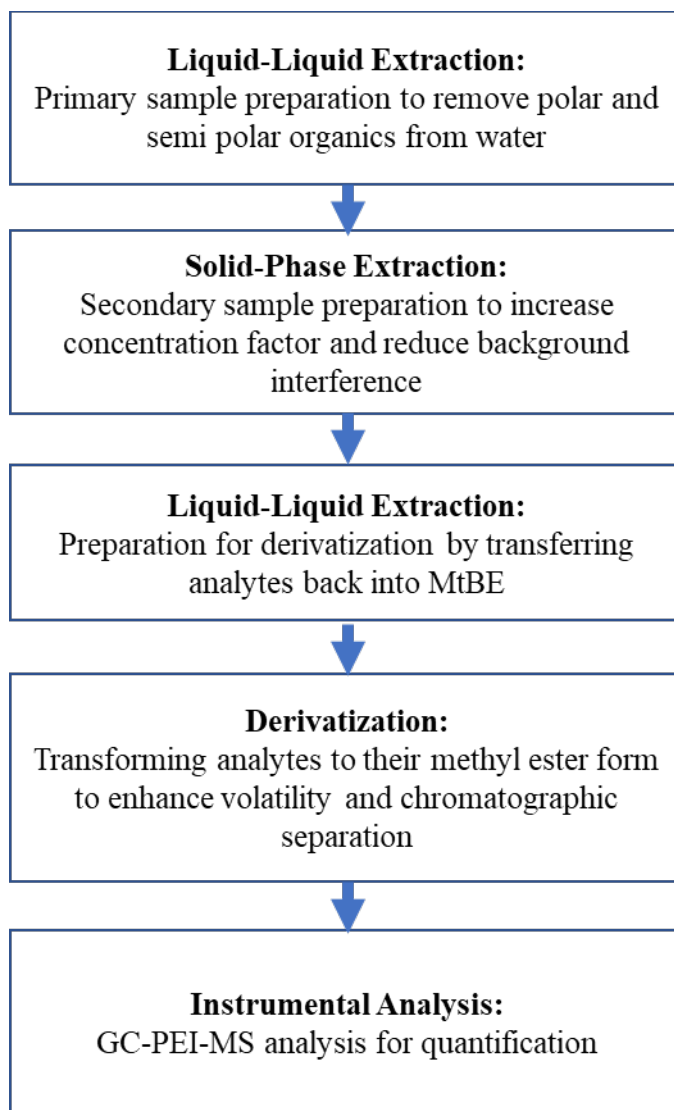 Liquid-Liquid Extraction:
Primary sample preparation to remove polar and
semi polar organics from water
Solid-Phase Extraction:
Secondary sample preparation to increase
concentration factor and reduce background
interference
Liquid-Liquid Extraction:
Preparation for derivatization by transferring
analytes back into MtBE
Derivatization:
Transforming analytes to their methyl ester form
to enhance volatility and chromatographic
separation
Instrumental Analysis:
GC-PEI-MS analysis for quantification